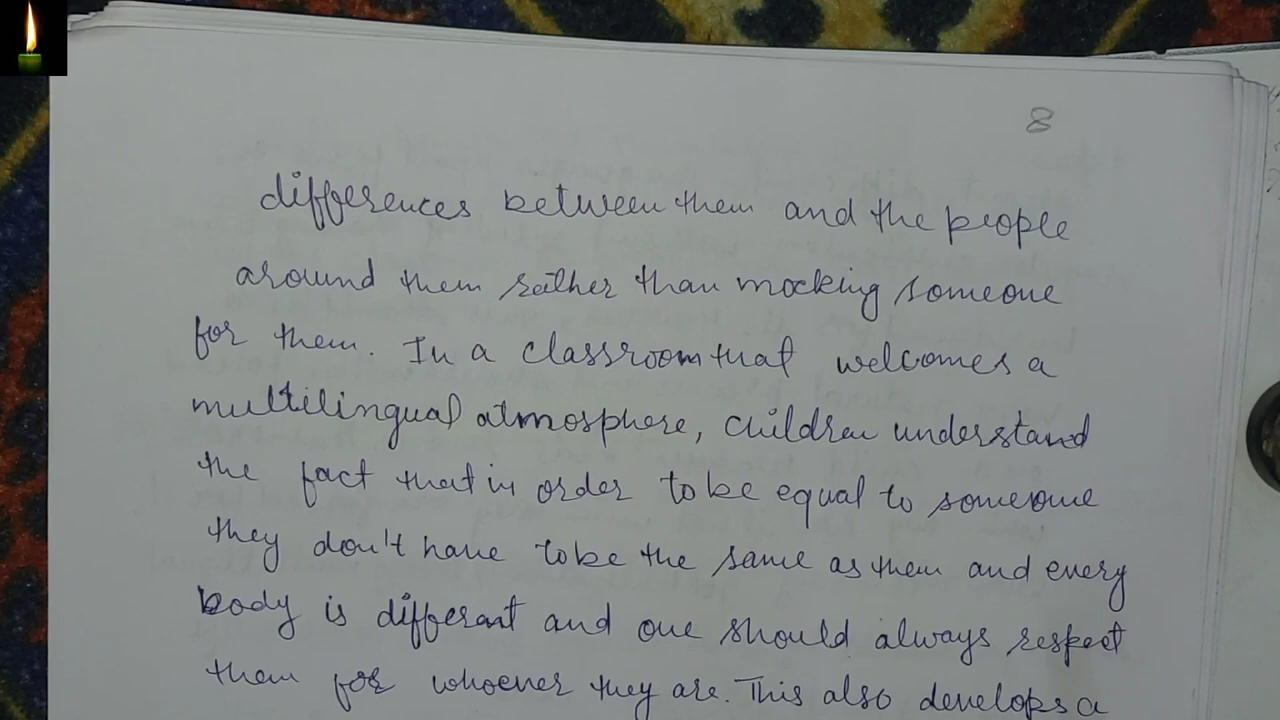 8
differences between them and the people
around them rather than mocking someone
for them. In a classroom that welcomes a
multilingual atmosphere, children understand
the fact that in order to be equal to someone
they don't have to be the same as them and every
body is different and one should always respect
them for whoever they are. This also develops a